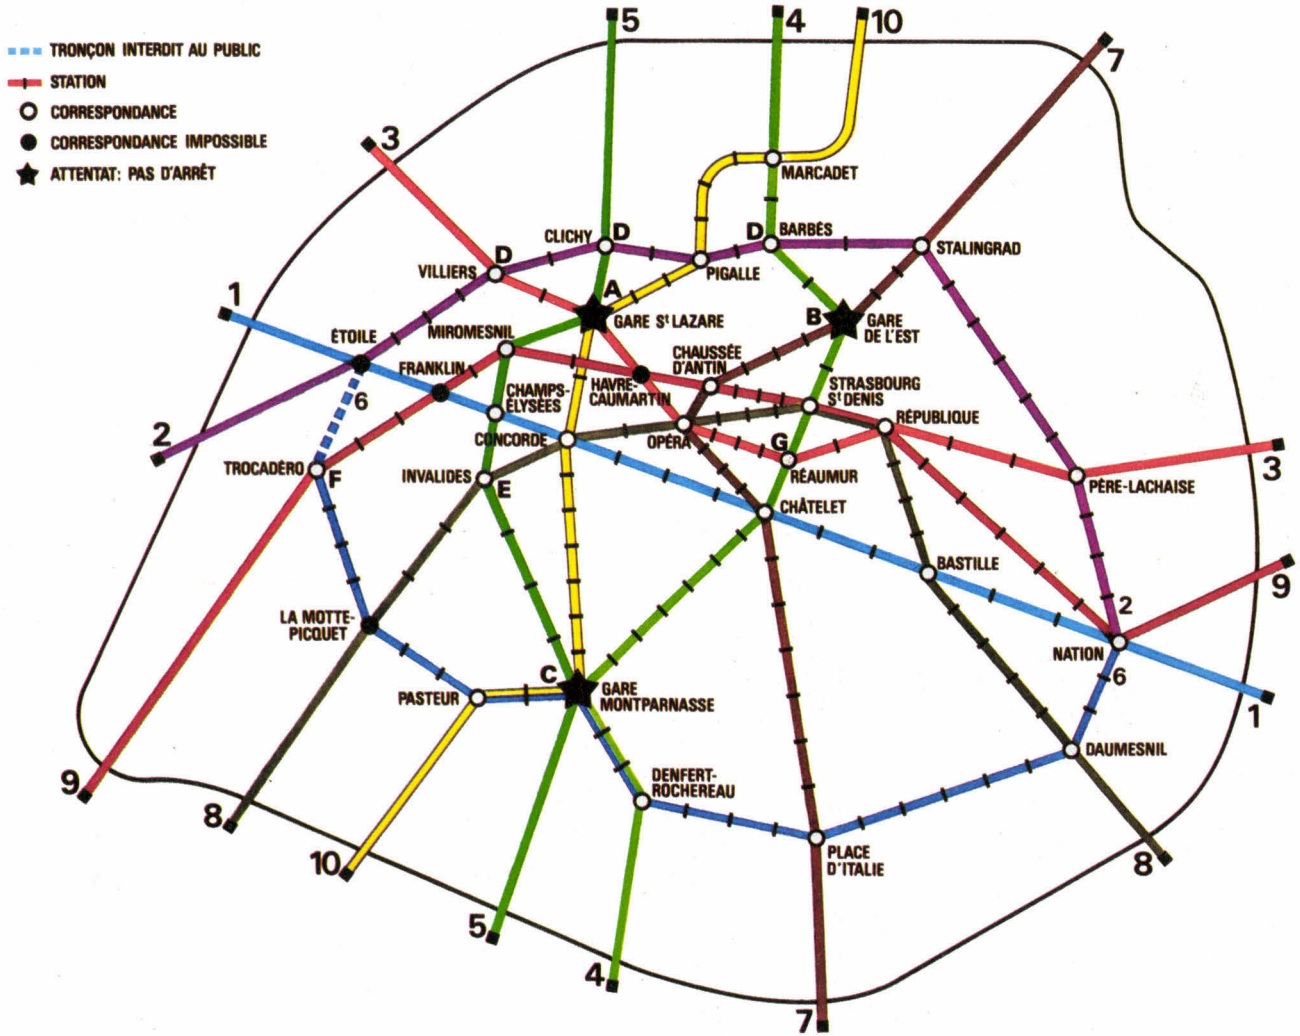 5
4
10
7
TRONÇON INTERDIT AU PUBLIC
STATION
CORRESPONDANCE
CORRESPONDANCE IMPOSSIBLE
ATTENTAT: PAS D'ARRÊT
3
MARCADET
CLICHY
D
D
BARBÈS
D
VILLIERS
PIGALLE
STALINGRAD
1
A
GARE St LAZARE
MIROMESNIL
B
GARE
DE L'EST
ÉTOILE
FRANKLIN
6
CHAUSSÉE
D'ANTIN
HAVRE-
CAUMARTIN
CHAMPS-
ÉLYSÉES
STRASBOURG
St DENIS
RÉPUBLIQUE
2
CONCORDE
OPÉRA
G
RÉAUMUR
3
TROCADÉRO
F
INVALIDES
E
PÈRE-LACHAISE
CHÂTELET
BASTILLE
9
LA MOTTE-
PICQUET
2
NATION
6
C
GARE
MONTPARNASSE
PASTEUR
1
DAUMESNIL
9
8
DENFERT-
ROCHEREAU
10
PLACE
D'ITALIE
8
5
4
7